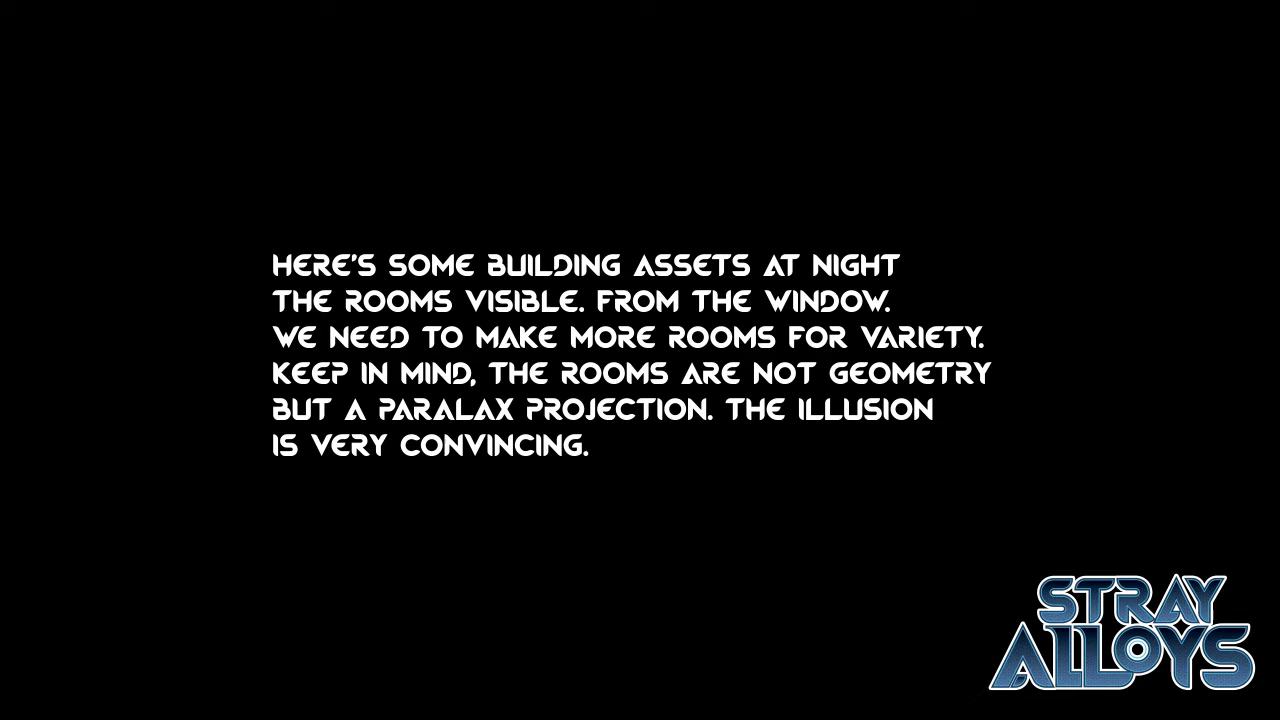 HERE'S SOME BUILDING ASSETS AT NIGHT
THE ROOMS VISIBLE. FROM THE WINDOW.
WE NEED TO MAKE MORE ROOMS FOR VARIETY.
KEEP IN MIND, THE ROOMS ARE NOT GEOMETRY
BUT A PARALAX PROJECTION. THE ILLUSION
IS VERY CONVINCING.
STRAY
ALLOYS